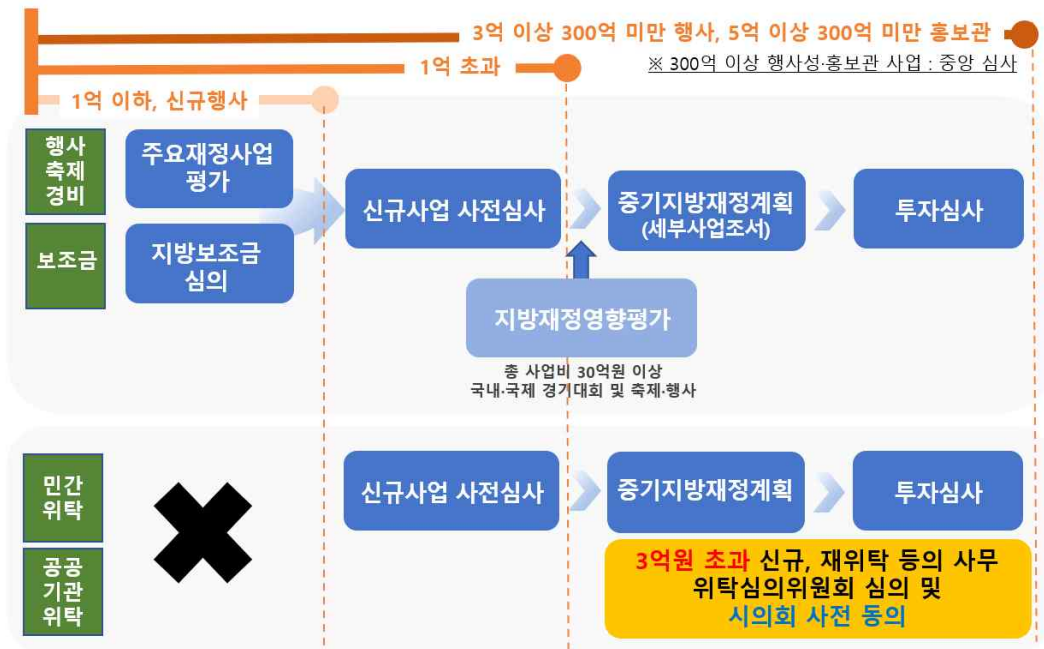 3억 이상 300억 미만 행사, 5억 이상 300억 미만 홍보관
1억 초과
※ 300억 이상 행사성·홍보관 사업 : 중앙 심사
1억 이하, 신규행사
행사
축제
경비
주요재정사업
평가
보조금
지방보조금
심의
신규사업 사전심사
중기지방재정계획
(세부사업조서)
투자심사
지방재정영향평가
총 사업비 30억원 이상
국내·국제 경기대회 및 축제·행사
민간
위탁
신규사업 사전심사
중기지방재정계획
투자심사
공공
기관
위탁
3억원 초과 신규, 재위탁 등의 사무
위탁심의위원회 심의 및
시의회 사전 동의